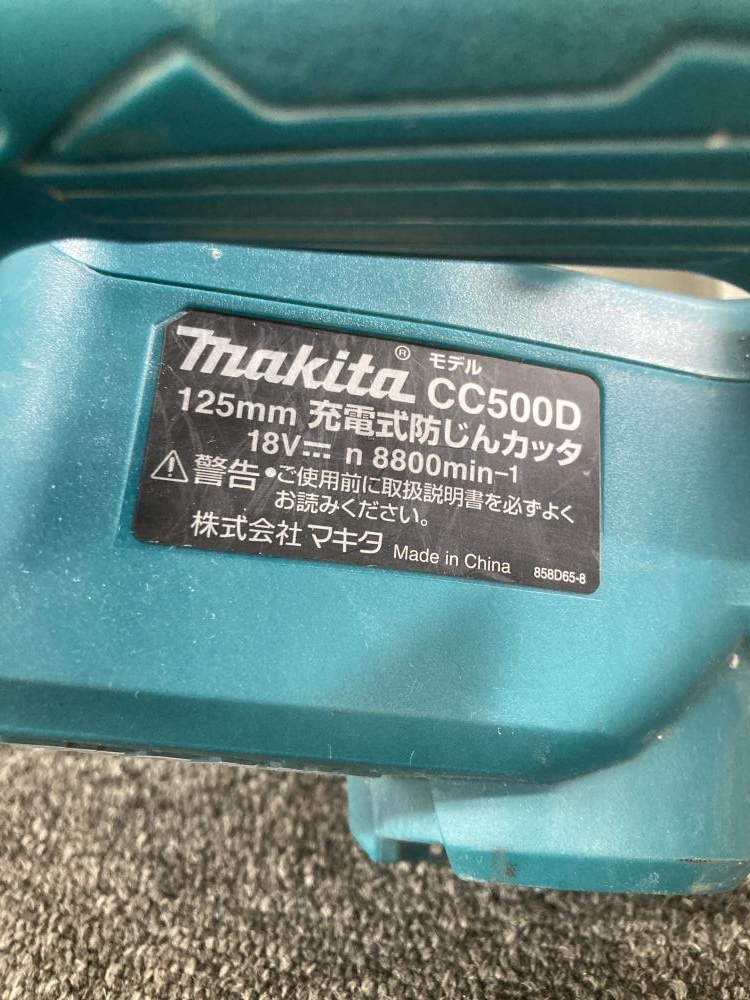 makita® モデル CC500D
125mm 充電式防じんカッタ
18V⎓ n 8800min-1
⚠警告 •ご使用前に取扱説明書を必ずよく
お読みください。
株式会社マキタ Made in China 858D65-8